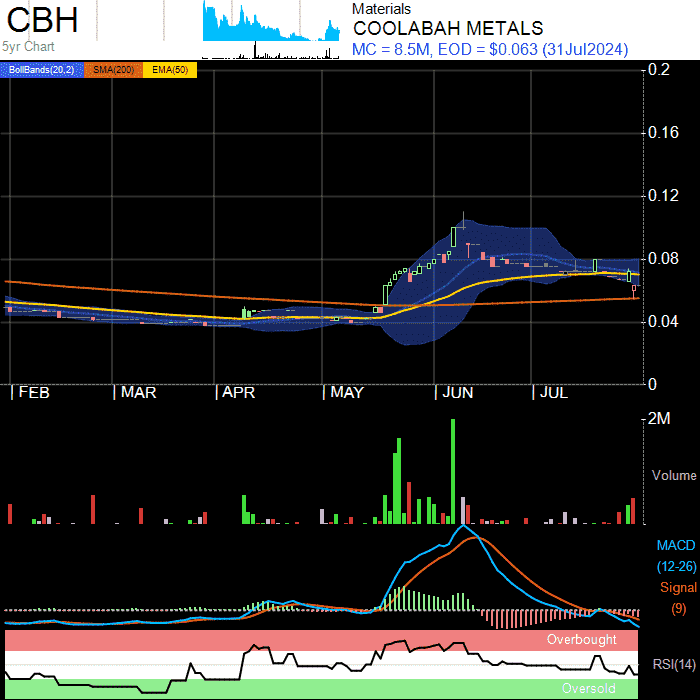 CBH
5yr Chart
Materials
COOLABAH METALS
MC = 8.5M, EOD = $0.063 (31Jul2024)
BollBands(20,2) SMA(200) EMA(50)
0.2
0.16
0.12
0.08
0.04
0
FEB MAR APR MAY JUN JUL
2M
Volume
MACD
(12-26)
Signal
(9)
Overbought
RSI(14)
Oversold